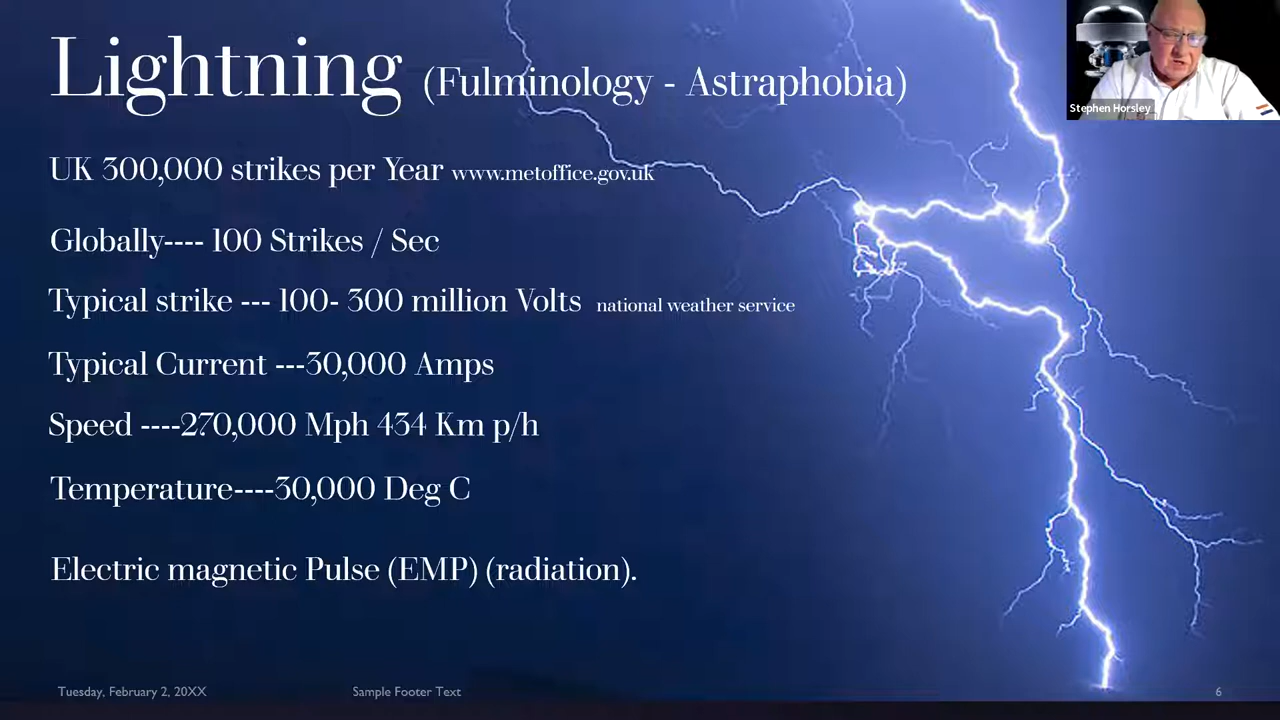 Lightning (Fulminology - Astraphobia)
Stephen Horsley
UK 300,000 strikes per Year www.metoffice.gov.uk
Globally---- 100 Strikes / Sec
Typical strike --- 100- 300 million Volts national weather service
Typical Current ---30,000 Amps
Speed ----270,000 Mph 434 Km p/h
Temperature----30,000 Deg C
Electric magnetic Pulse (EMP) (radiation).
Tuesday, February 2, 20XX Sample Footer Text 6